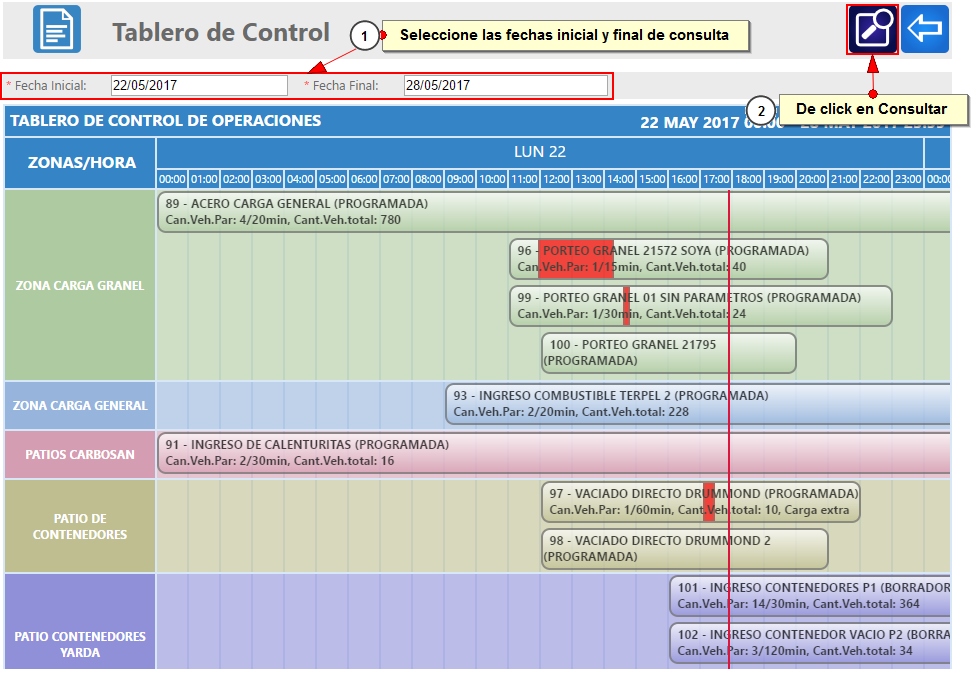 Tablero de Control
1
Seleccione las fechas inicial y final de consulta
* Fecha Inicial: 22/05/2017 * Fecha Final: 28/05/2017
2
De click en Consultar
TABLERO DE CONTROL DE OPERACIONES
22 MAY 2017
ZONAS/HORA
LUN 22
00:00 01:00 02:00 03:00 04:00 05:00 06:00 07:00 08:00 09:00 10:00 11:00 12:00 13:00 14:00 15:00 16:00 17:00 18:00 19:00 20:00 21:00 22:00 23:00
ZONA CARGA GRANEL
89 - ACERO CARGA GENERAL (PROGRAMADA)
Can.Veh.Par: 4/20min, Cant.Veh.total: 780
96 - PORTEO GRANEL 21572 SOYA (PROGRAMADA)
Can.Veh.Par: 1/15min, Cant.Veh.total: 40
99 - PORTEO GRANEL 01 SIN PARAMETROS (PROGRAMADA)
Can.Veh.Par: 1/30min, Cant.Veh.total: 24
100 - PORTEO GRANEL 21795
(PROGRAMADA)
ZONA CARGA GENERAL
93 - INGRESO COMBUSTIBLE TERPEL 2 (PROGRAMADA)
Can.Veh.Par: 2/20min, Cant.Veh.total: 228
PATIOS CARBOSAN
91 - INGRESO DE CALENTURITAS (PROGRAMADA)
Can.Veh.Par: 2/30min, Cant.Veh.total: 16
PATIO DE
CONTENEDORES
97 - VACIADO DIRECTO DRUMMOND (PROGRAMADA)
Can.Veh.Par: 1/60min, Cant.Veh.total: 10, Carga extra
98 - VACIADO DIRECTO DRUMMOND 2
(PROGRAMADA)
PATIO CONTENEDORES
YARDA
101 - INGRESO CONTENEDORES P1 (BORRADOR
Can.Veh.Par: 14/30min, Cant.Veh.total: 364
102 - INGRESO CONTENEDOR VACIO P2 (BORRA
Can.Veh.Par: 3/120min, Cant.Veh.total: 34